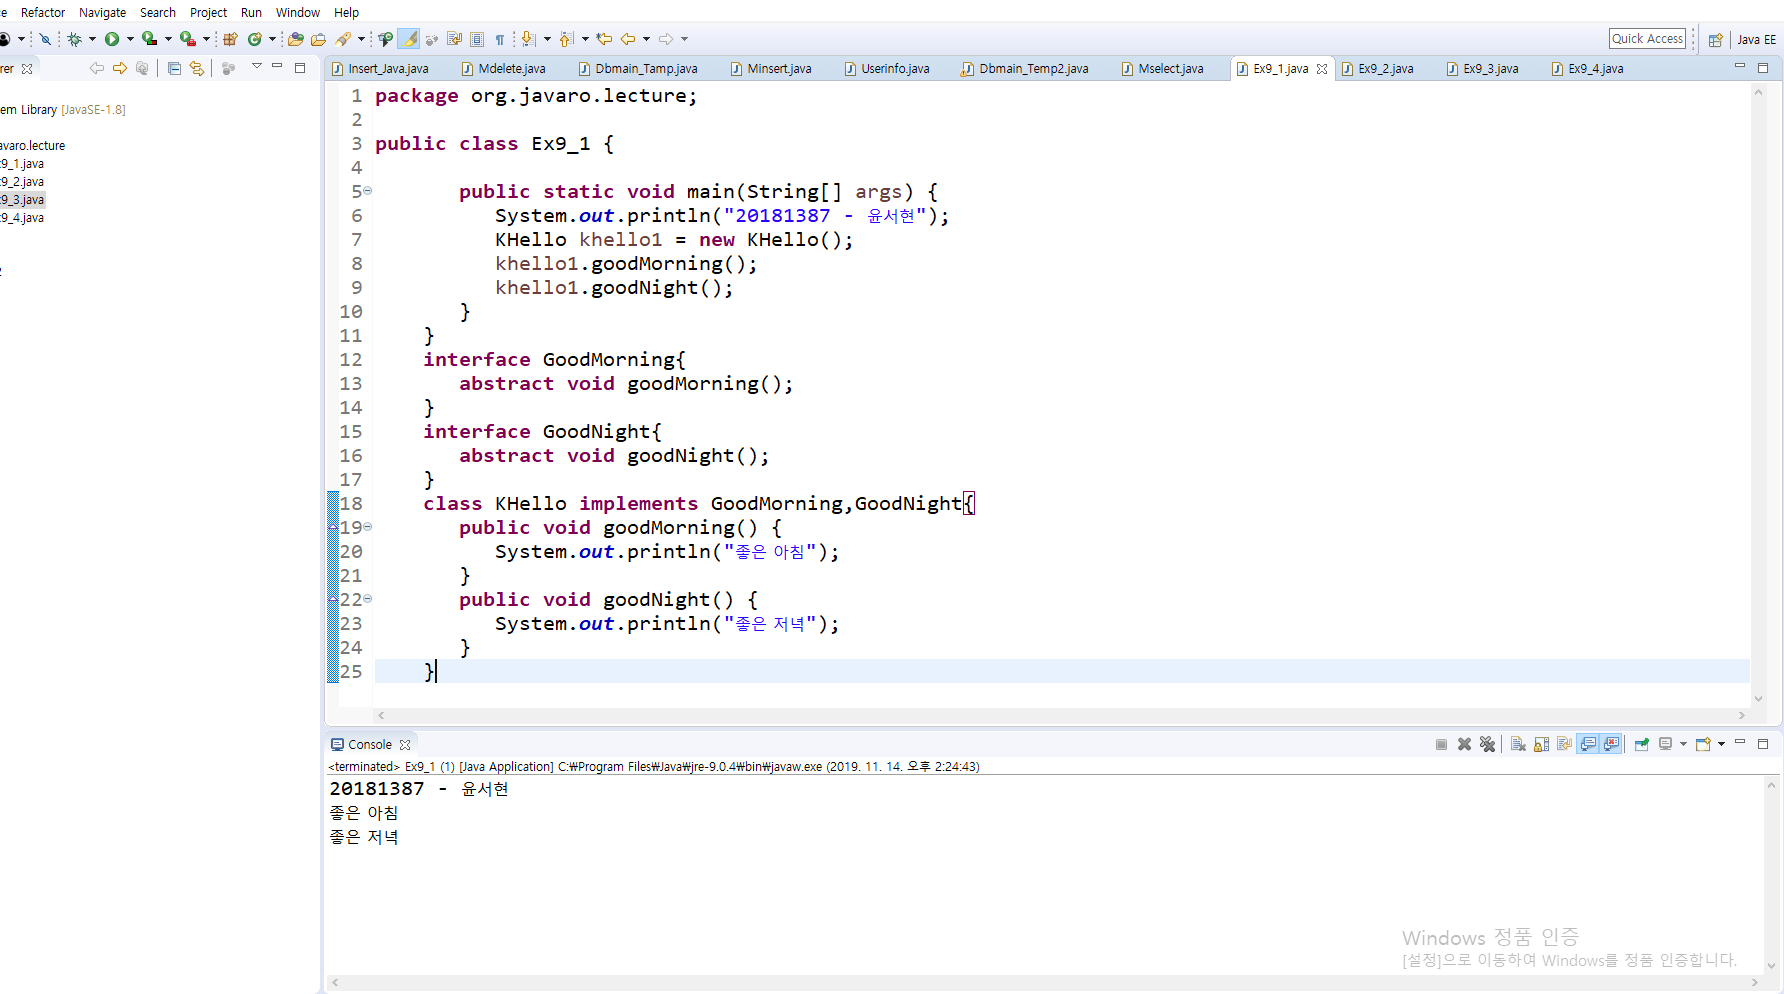 Refactor Navigate Search Project Run Window Help
Quick Access Java EE
rer
Insert_Java.java Mdelete.java Dbmain_Tamp.java Minsert.java Userinfo.java Dbmain_Temp2.java Mselect.java Ex9_1.java Ex9_2.java Ex9_3.java Ex9_4.java
em Library [JavaSE-1.8]
avaro.lecture
x9_1.java
x9_2.java
x9_3.java
x9_4.java
1 package org.javaro.lecture;
2
3 public class Ex9_1 {
4
5 public static void main(String[] args) {
6 System.out.println("20181387 - 윤서현");
7 KHello khello1 = new KHello();
8 khello1.goodMorning();
9 khello1.goodNight();
10 }
11 }
12 interface GoodMorning{
13 abstract void goodMorning();
14 }
15 interface GoodNight{
16 abstract void goodNight();
17 }
18 class KHello implements GoodMorning,GoodNight{
19 public void goodMorning() {
20 System.out.println("좋은 아침");
21 }
22 public void goodNight() {
23 System.out.println("좋은 저녁");
24 }
25 }
Console
<terminated> Ex9_1 (1) [Java Application] C:₩Program Files₩Java₩jre-9.0.4₩bin₩javaw.exe (2019. 11. 14. 오후 2:24:43)
20181387 - 윤서현
좋은 아침
좋은 저녁
Windows 정품 인증
[설정]으로 이동하여 Windows를 정품 인증합니다.